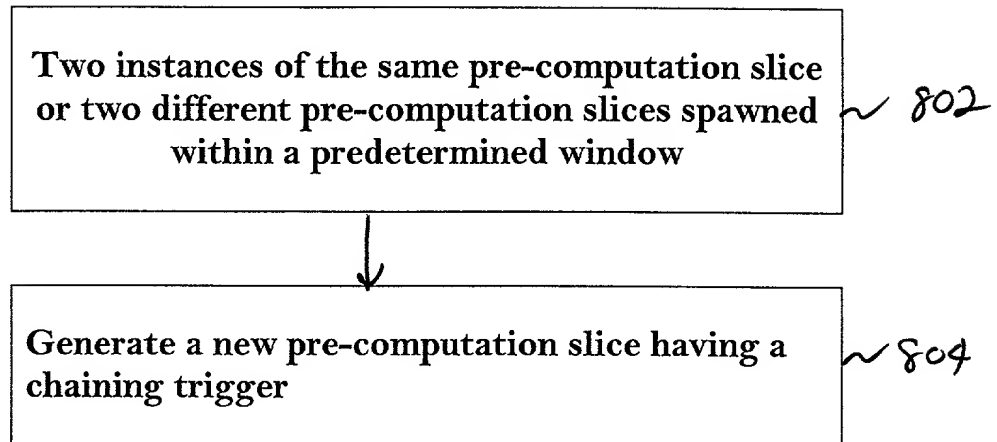 Two instances of the same pre-computation slice
or two different pre-computation slices spawned
within a predetermined window
802
Generate a new pre-computation slice having a
chaining trigger
804